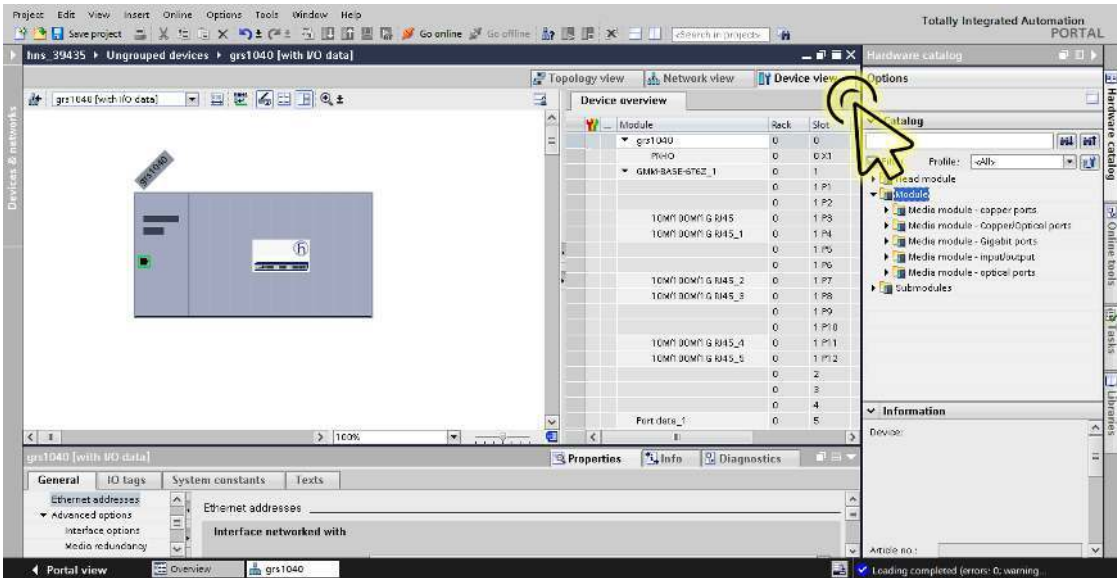 Project Edit View Insert Online Options Tools Window Help
Totally Integrated Automation
PORTAL
Save project
Go online
Go offline
<Search in project>
hns_39435 ▸ Ungrouped devices ▸ grs1040 [with I/O data]
Hardware catalog
Topology view
Network view
Device view
Options
grs1040 [with I/O data]
Device overview
Module Rack Slot
Catalog
grs1040 0 0
PN-IO 0 0 X1
GMM-BASE-6T6Z_1 0 1
0 1 P1
0 1 P2
10M/100M/1G RJ45 0 1 P3
10M/100M/1G RJ45_1 0 1 P4
0 1 P5
0 1 P6
10M/100M/1G RJ45_2 0 1 P7
10M/100M/1G RJ45_3 0 1 P8
0 1 P9
0 1 P10
10M/100M/1G RJ45_4 0 1 P11
10M/100M/1G RJ45_5 0 1 P12
0 2
0 3
0 4
Port data_1 0 5
grs1040
Profile: <All>
Head module
Module
Media module - copper ports
Media module - Copper/Optical ports
Media module - Gigabit ports
Media module - input/output
Media module - optical ports
Submodules
Information
Device:
Article no.:
100%
grs1040 [with I/O data]
Properties
Info
Diagnostics
General IO tags System constants Texts
Ethernet addresses
Advanced options
Interface options
Media redundancy
Ethernet addresses
Interface networked with
Devices & networks
Hardware catalog
Online tools
Tasks
Libraries
Portal view
Overview
grs1040
Loading completed (errors: 0; warning...